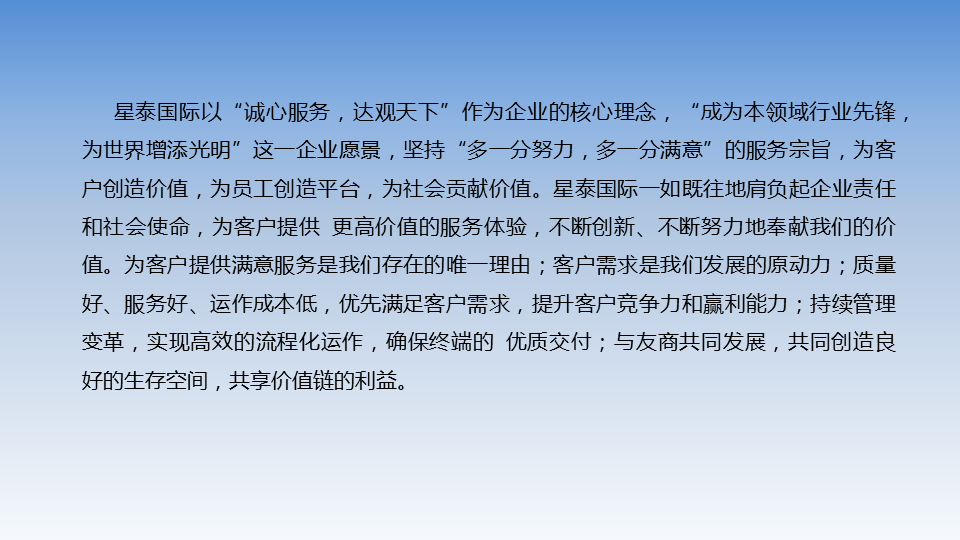 星泰国际以“诚心服务，达观天下”作为企业的核心理念，“成为本领域行业先锋，
为世界增添光明”这一企业愿景，坚持“多一分努力，多一分满意”的服务宗旨，为客
户创造价值，为员工创造平台，为社会贡献价值。星泰国际一如既往地肩负起企业责任
和社会使命，为客户提供 更高价值的服务体验，不断创新、不断努力地奉献我们的价
值。为客户提供满意服务是我们存在的唯一理由；客户需求是我们发展的原动力；质量
好、服务好、运作成本低，优先满足客户需求，提升客户竞争力和赢利能力；持续管理
变革，实现高效的流程化运作，确保终端的 优质交付；与友商共同发展，共同创造良
好的生存空间，共享价值链的利益。